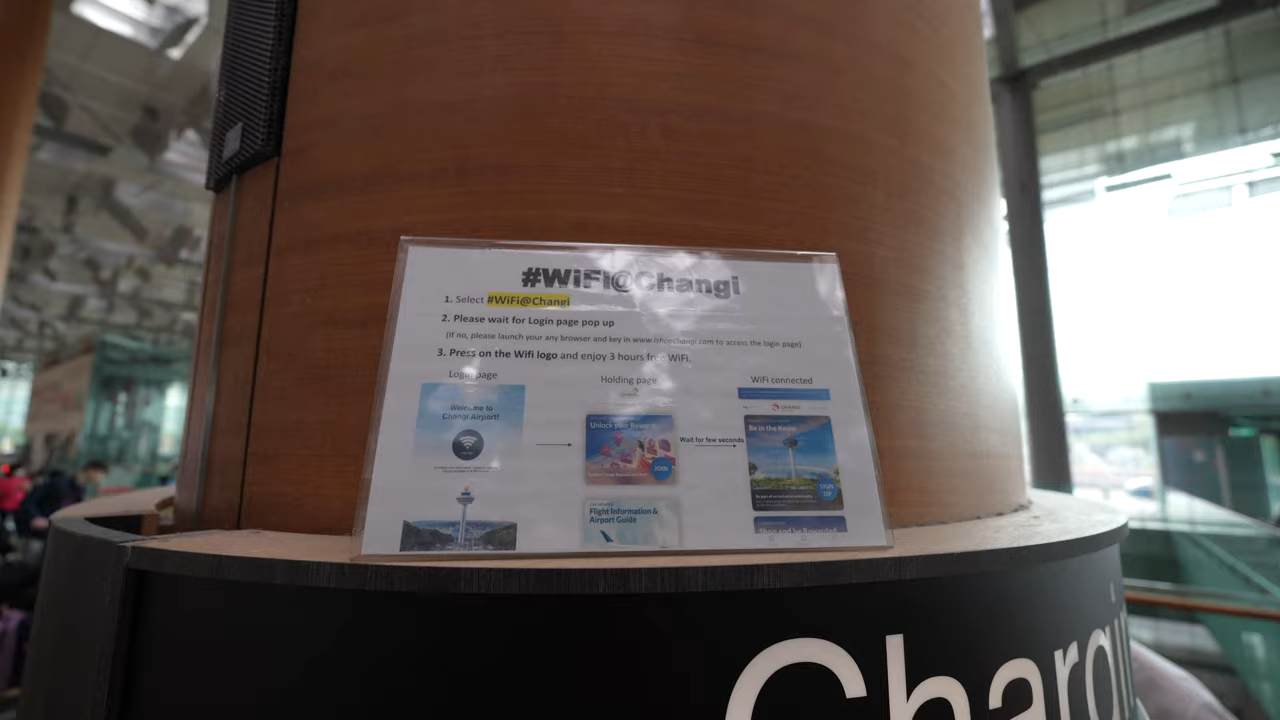 #WiFi@Changi
1. Select #WiFi@Changi
2. Please wait for Login page pop up
(If no, please launch your any browser and key in www.ishopchangi.com to access the login page)
3. Press on the Wifi logo and enjoy 3 hours free WiFi.
Login page
Holding page
WiFi connected
Welcome to
Changi Airport!
Unlock your Rewards
JOIN
Wait for few seconds
CHANGI
Be in the Know
SIGN
UP
Flight Information &
Airport Guide
Shop and be Rewarded
Chargin